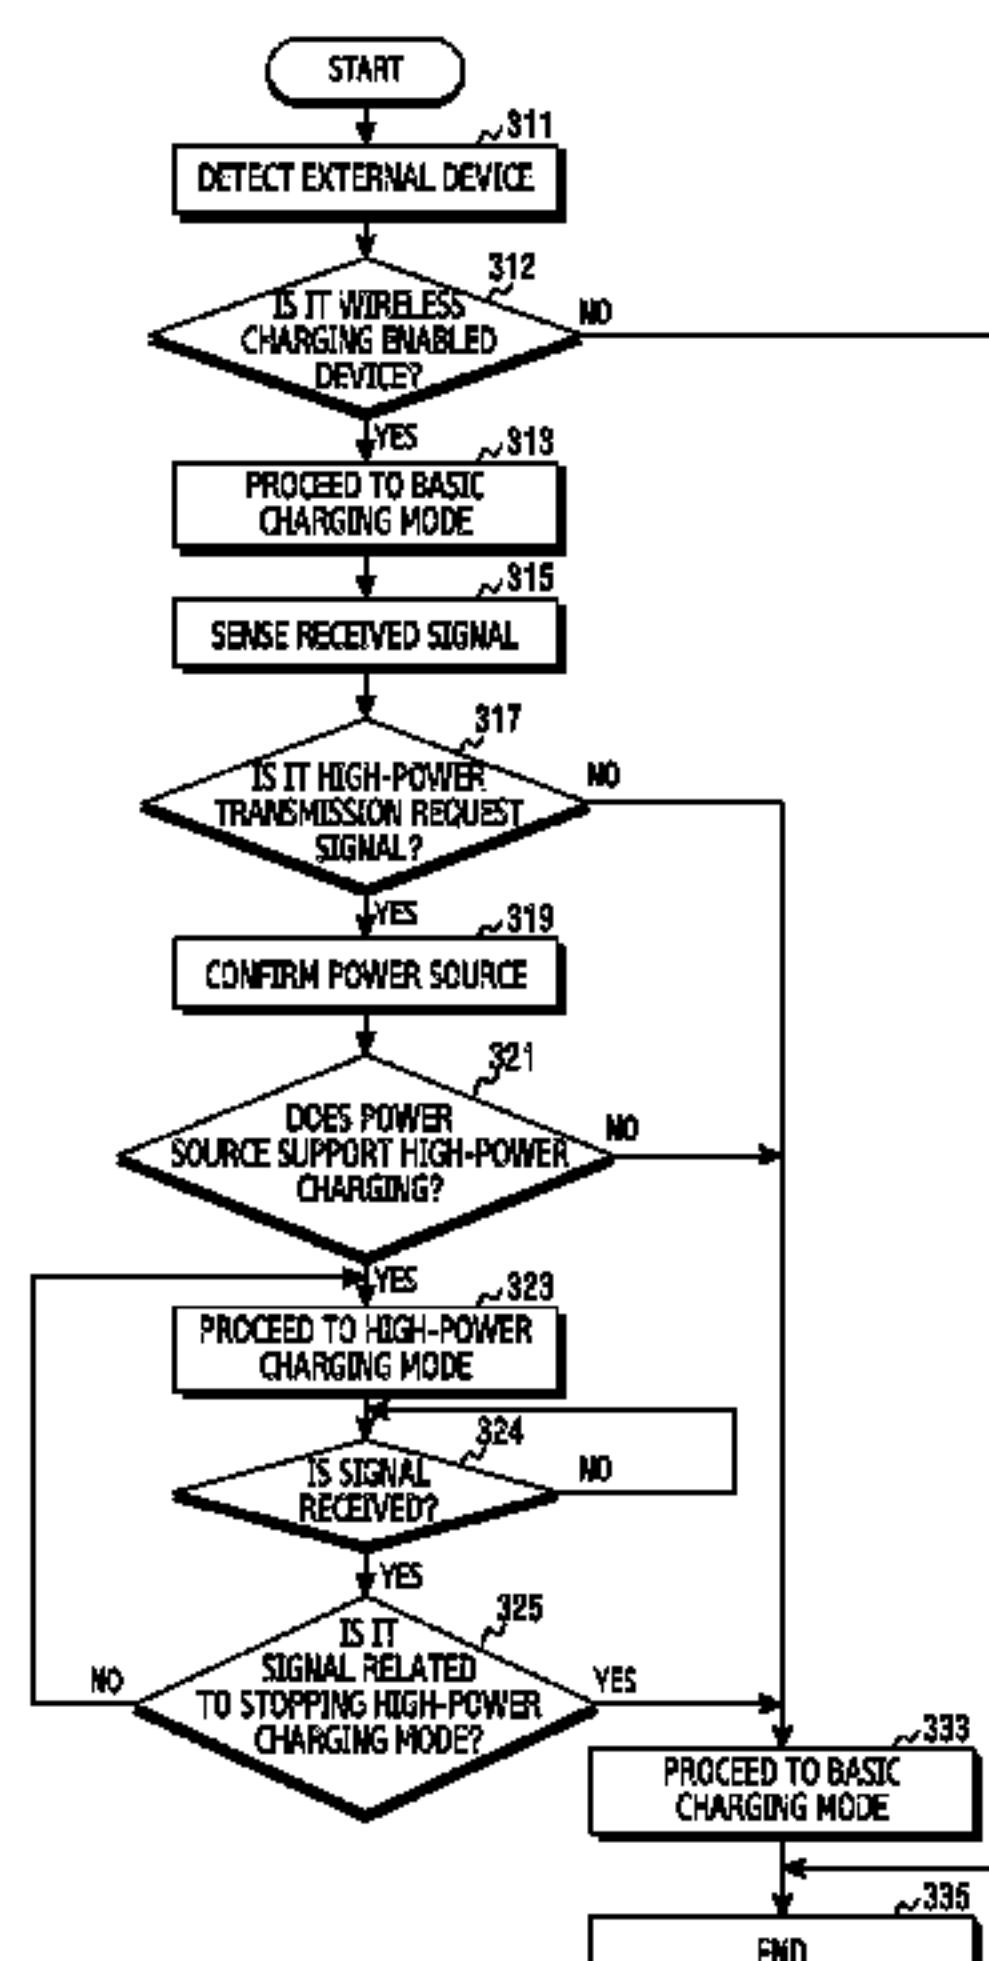 START
311
DETECT EXTERNAL DEVICE
312
IS IT WIRELESS
CHARGING ENABLED
DEVICE?
NO
YES
313
PROCEED TO BASIC
CHARGING MODE
315
SENSE RECEIVED SIGNAL
317
IS IT HIGH-POWER
TRANSMISSION REQUEST
SIGNAL?
NO
YES
319
CONFIRM POWER SOURCE
321
DOES POWER
SOURCE SUPPORT HIGH-POWER
CHARGING?
NO
YES
323
PROCEED TO HIGH-POWER
CHARGING MODE
324
IS SIGNAL
RECEIVED?
NO
YES
325
IS IT
SIGNAL RELATED
TO STOPPING HIGH-POWER
CHARGING MODE?
NO
YES
333
PROCEED TO BASIC
CHARGING MODE
335
END